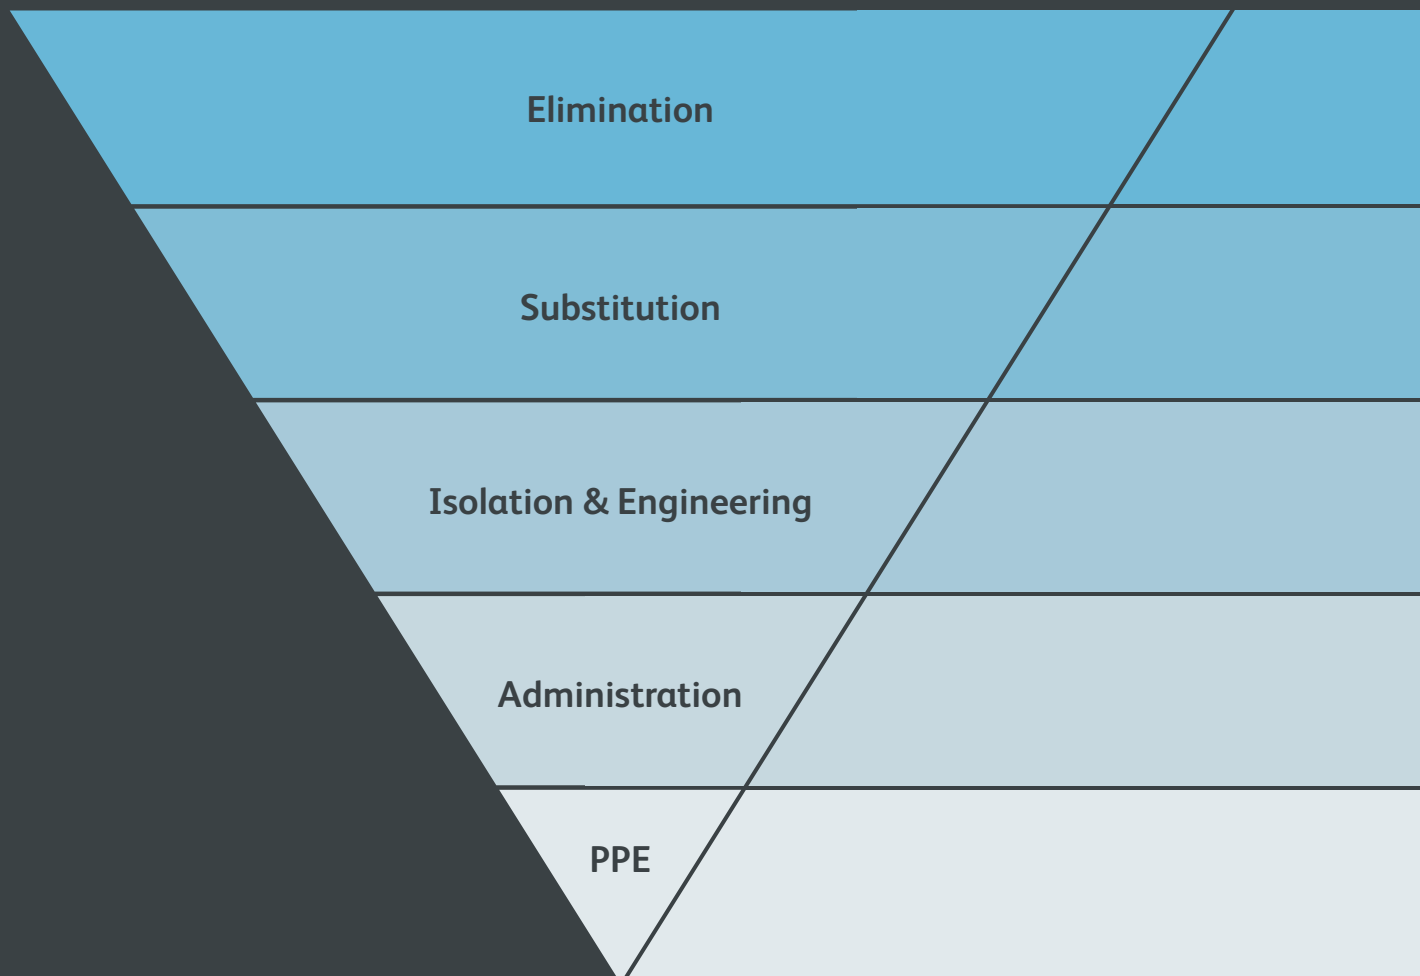 Elimination
Substitution
Isolation & Engineering
Administration
PPE